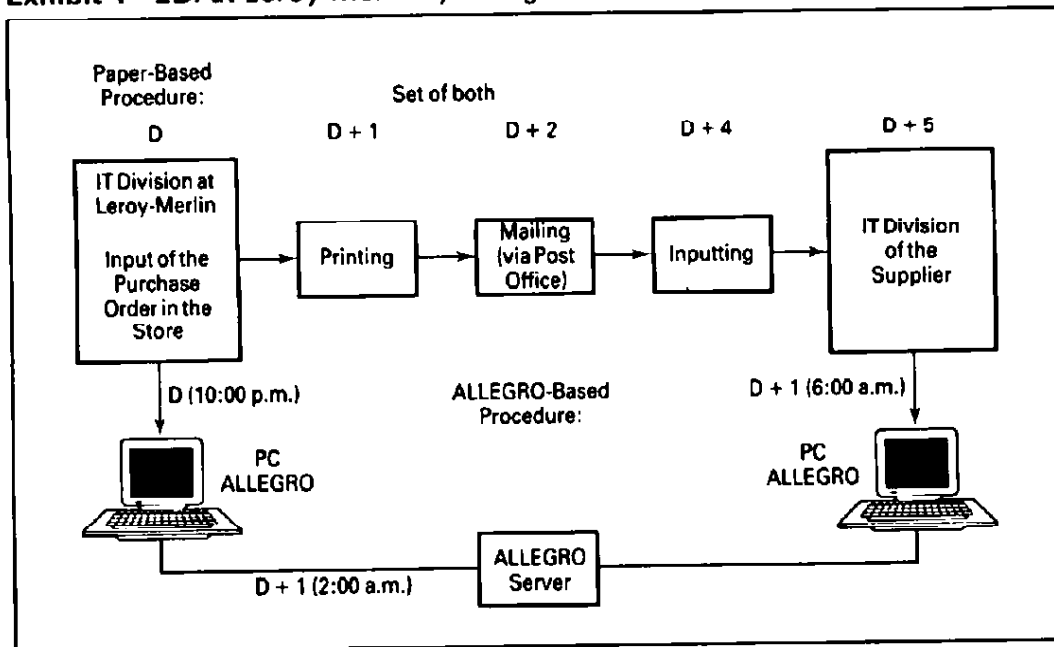 Paper-Based
Procedure:
Set of both
D
D + 1
D + 2
D + 4
D + 5
IT Division at
Leroy-Merlin
Input of the
Purchase
Order in the
Store
Printing
Mailing
(via Post
Office)
Inputting
IT Division
of the
Supplier
D (10:00 p.m.)
ALLEGRO-Based
Procedure:
D + 1 (6:00 a.m.)
PC
ALLEGRO
PC
ALLEGRO
D + 1 (2:00 a.m.)
ALLEGRO
Server